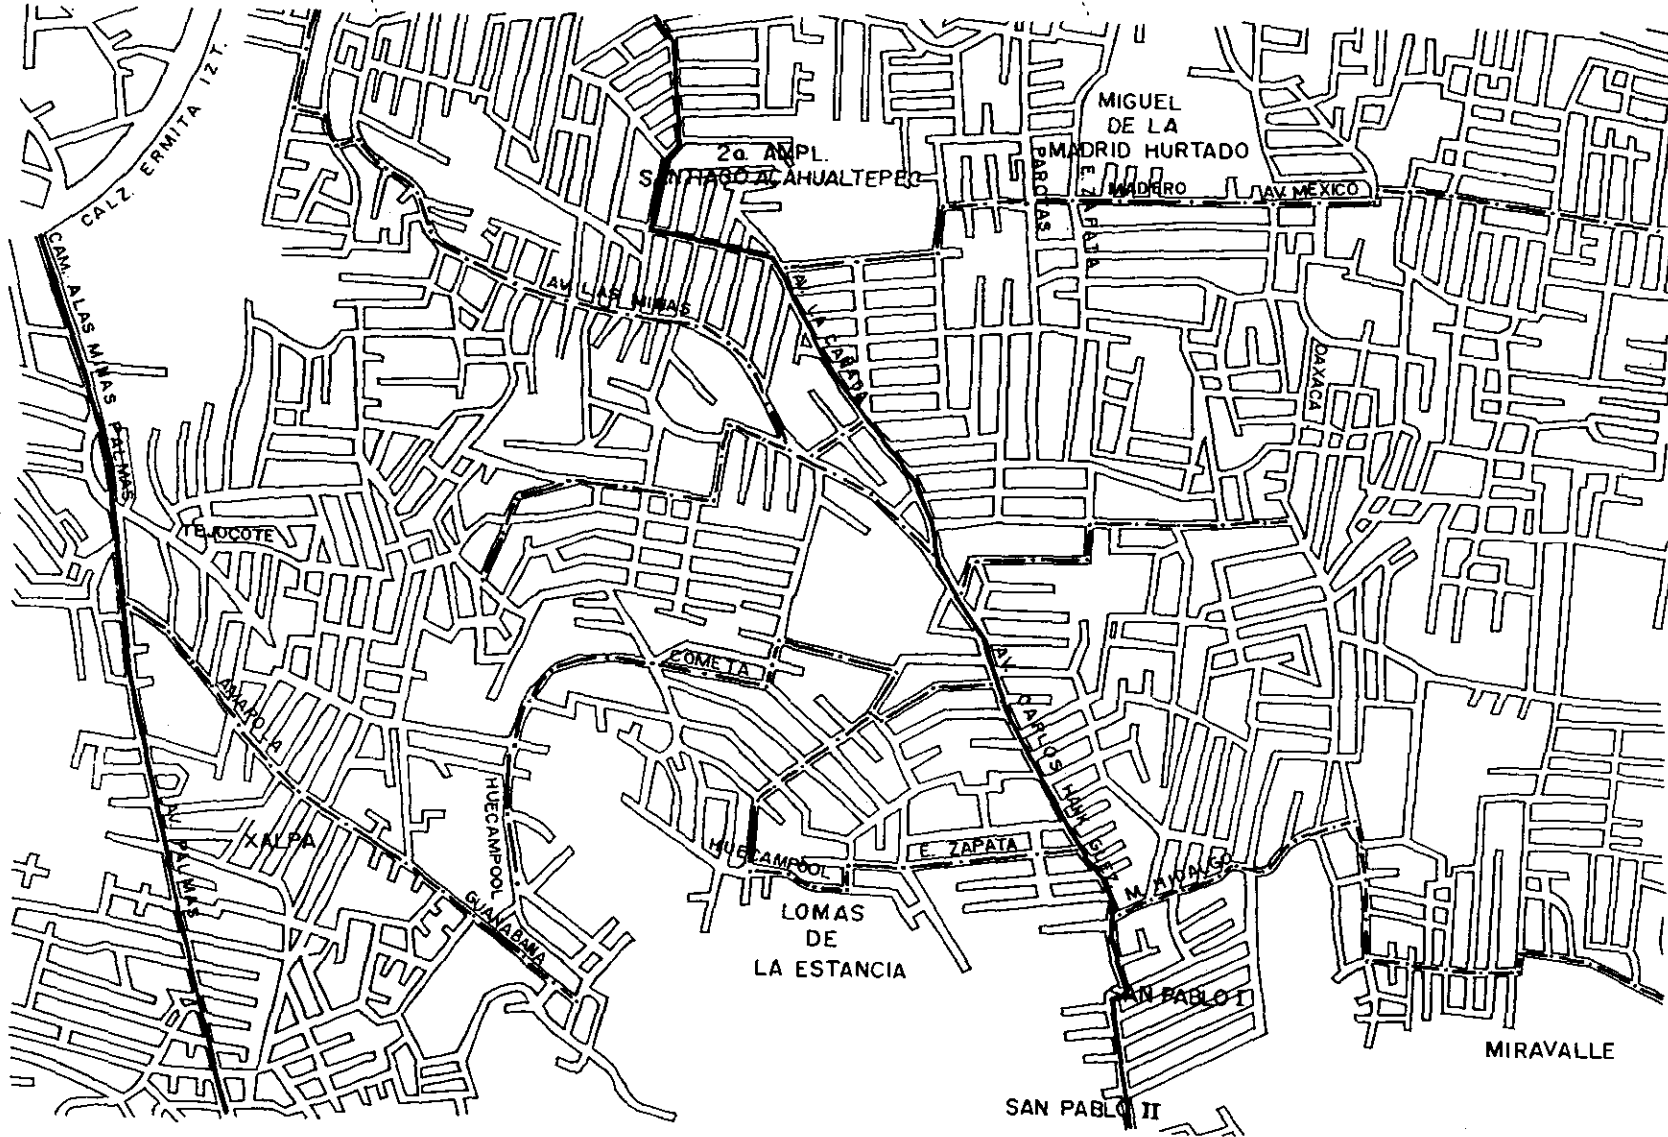 CALZ. ERMITA IZT.
MIGUEL
DE LA
MADRID HURTADO
2a. AMPL.
SANTIAGO ACAHUALTEPEC
PARCELAS
E. ZAPATA
MADERO
AV. MEXICO
CAM. A LAS MINAS PALMAS
AV. LAS MINAS
AV. LA CAÑADA
OAXACA
TEJOCOTE
COMETA
AMAPOLA
AV. CARLOS HANK GLEZ
HUECAMPOOL
XALPA
AV. PALMAS
HUECAMPOOL
E. ZAPATA
M. HIDALGO
GUANABANA
LOMAS
DE
LA ESTANCIA
SAN PABLO I
MIRAVALLE
SAN PABLO II